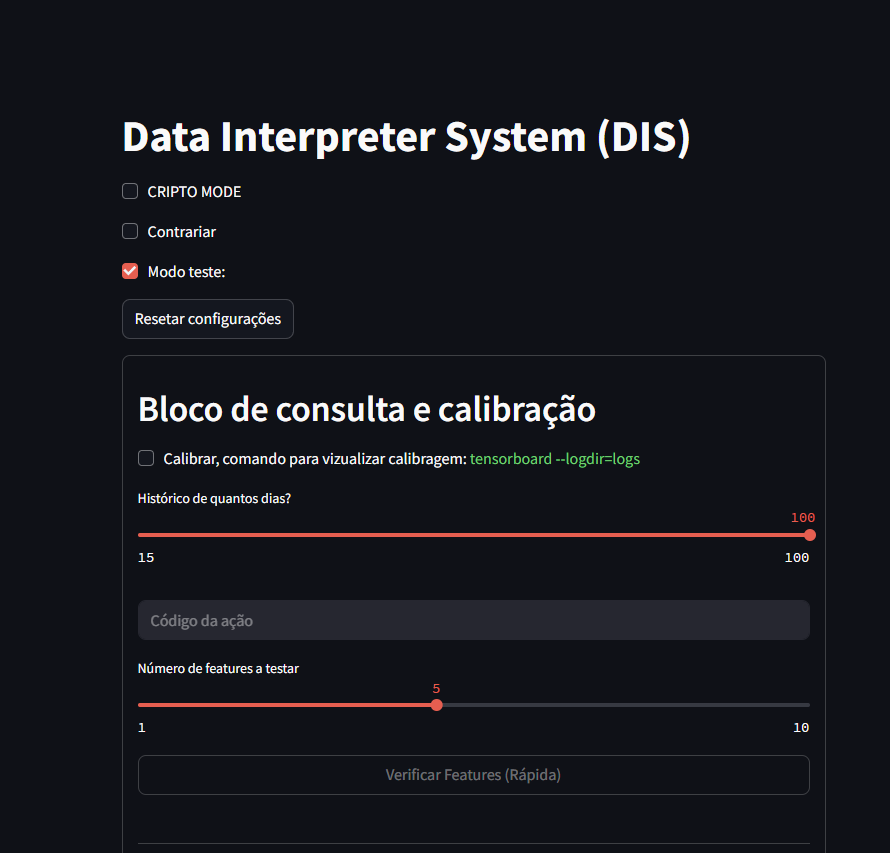 Data Interpreter System (DIS)
CRIPTO MODE
Contrariar
Modo teste:
Resetar configurações
Bloco de consulta e calibração
Calibrar, comando para vizualizar calibragem: tensorboard --logdir=logs
Histórico de quantos dias?
100
15
100
Código da ação
Número de features a testar
5
1
10
Verificar Features (Rápida)